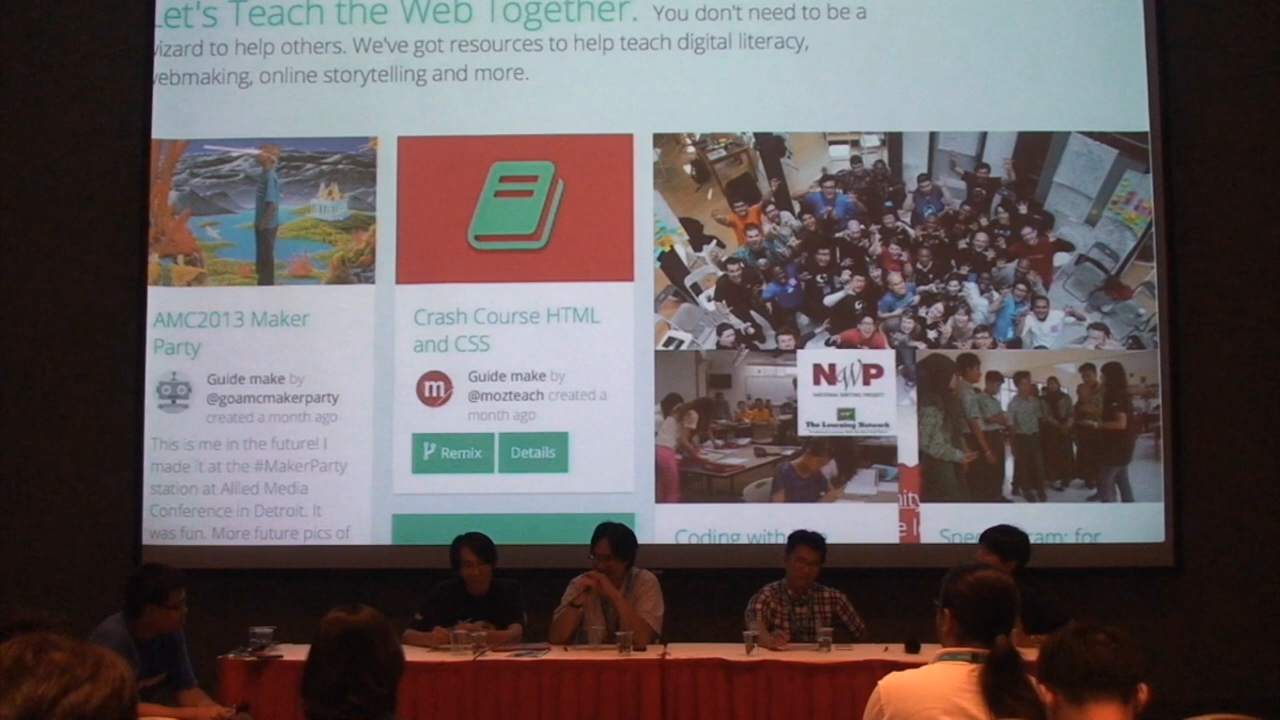 Let's Teach the Web Together. You don't need to be a
wizard to help others. We've got resources to help teach digital literacy,
webmaking, online storytelling and more.
AMC2013 Maker
Party
Guide make by
@goamcmakerparty
created a month ago
This is me in the future! I
made it at the #MakerParty
station at Allied Media
Conference in Detroit. It
was fun. More future pics of
Crash Course HTML
and CSS
m
Guide make by
@mozteach created a
month ago
Remix
Details
NWP
NATIONAL WRITING PROJECT
The Learning Network
Coding with